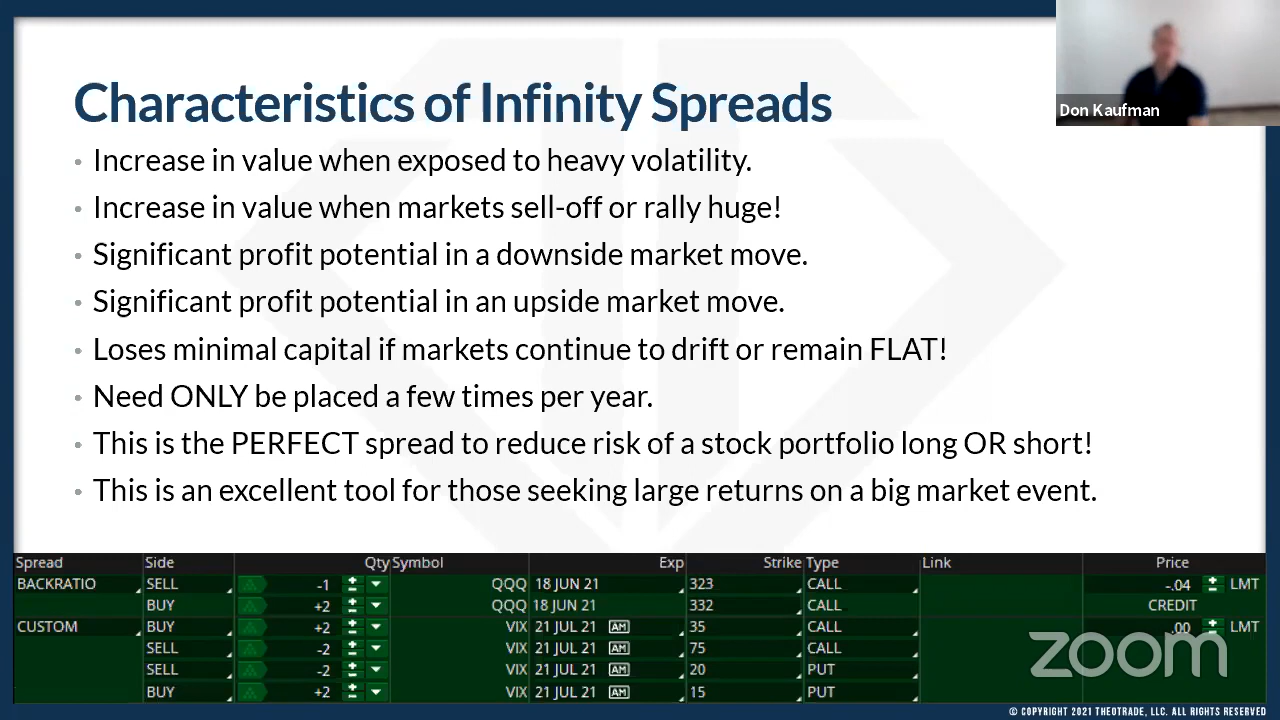 Characteristics of Infinity Spreads
Don Kaufman
• Increase in value when exposed to heavy volatility.
• Increase in value when markets sell-off or rally huge!
• Significant profit potential in a downside market move.
• Significant profit potential in an upside market move.
• Loses minimal capital if markets continue to drift or remain FLAT!
• Need ONLY be placed a few times per year.
• This is the PERFECT spread to reduce risk of a stock portfolio long OR short!
• This is an excellent tool for those seeking large returns on a big market event.
Spread Side Qty Symbol Exp Strike Type Link Price
BACKRATIO SELL -1 QQQ 18 JUN 21 323 CALL -.04 LMT
BUY +2 QQQ 18 JUN 21 332 CALL CREDIT
CUSTOM BUY +2 VIX 21 JUL 21 AM 35 CALL .00 LMT
SELL -2 VIX 21 JUL 21 AM 75 CALL
SELL -2 VIX 21 JUL 21 AM 20 PUT
BUY +2 VIX 21 JUL 21 AM 15 PUT
zoom
© COPYRIGHT 2021 THEOTRADE, LLC. ALL RIGHTS RESERVED